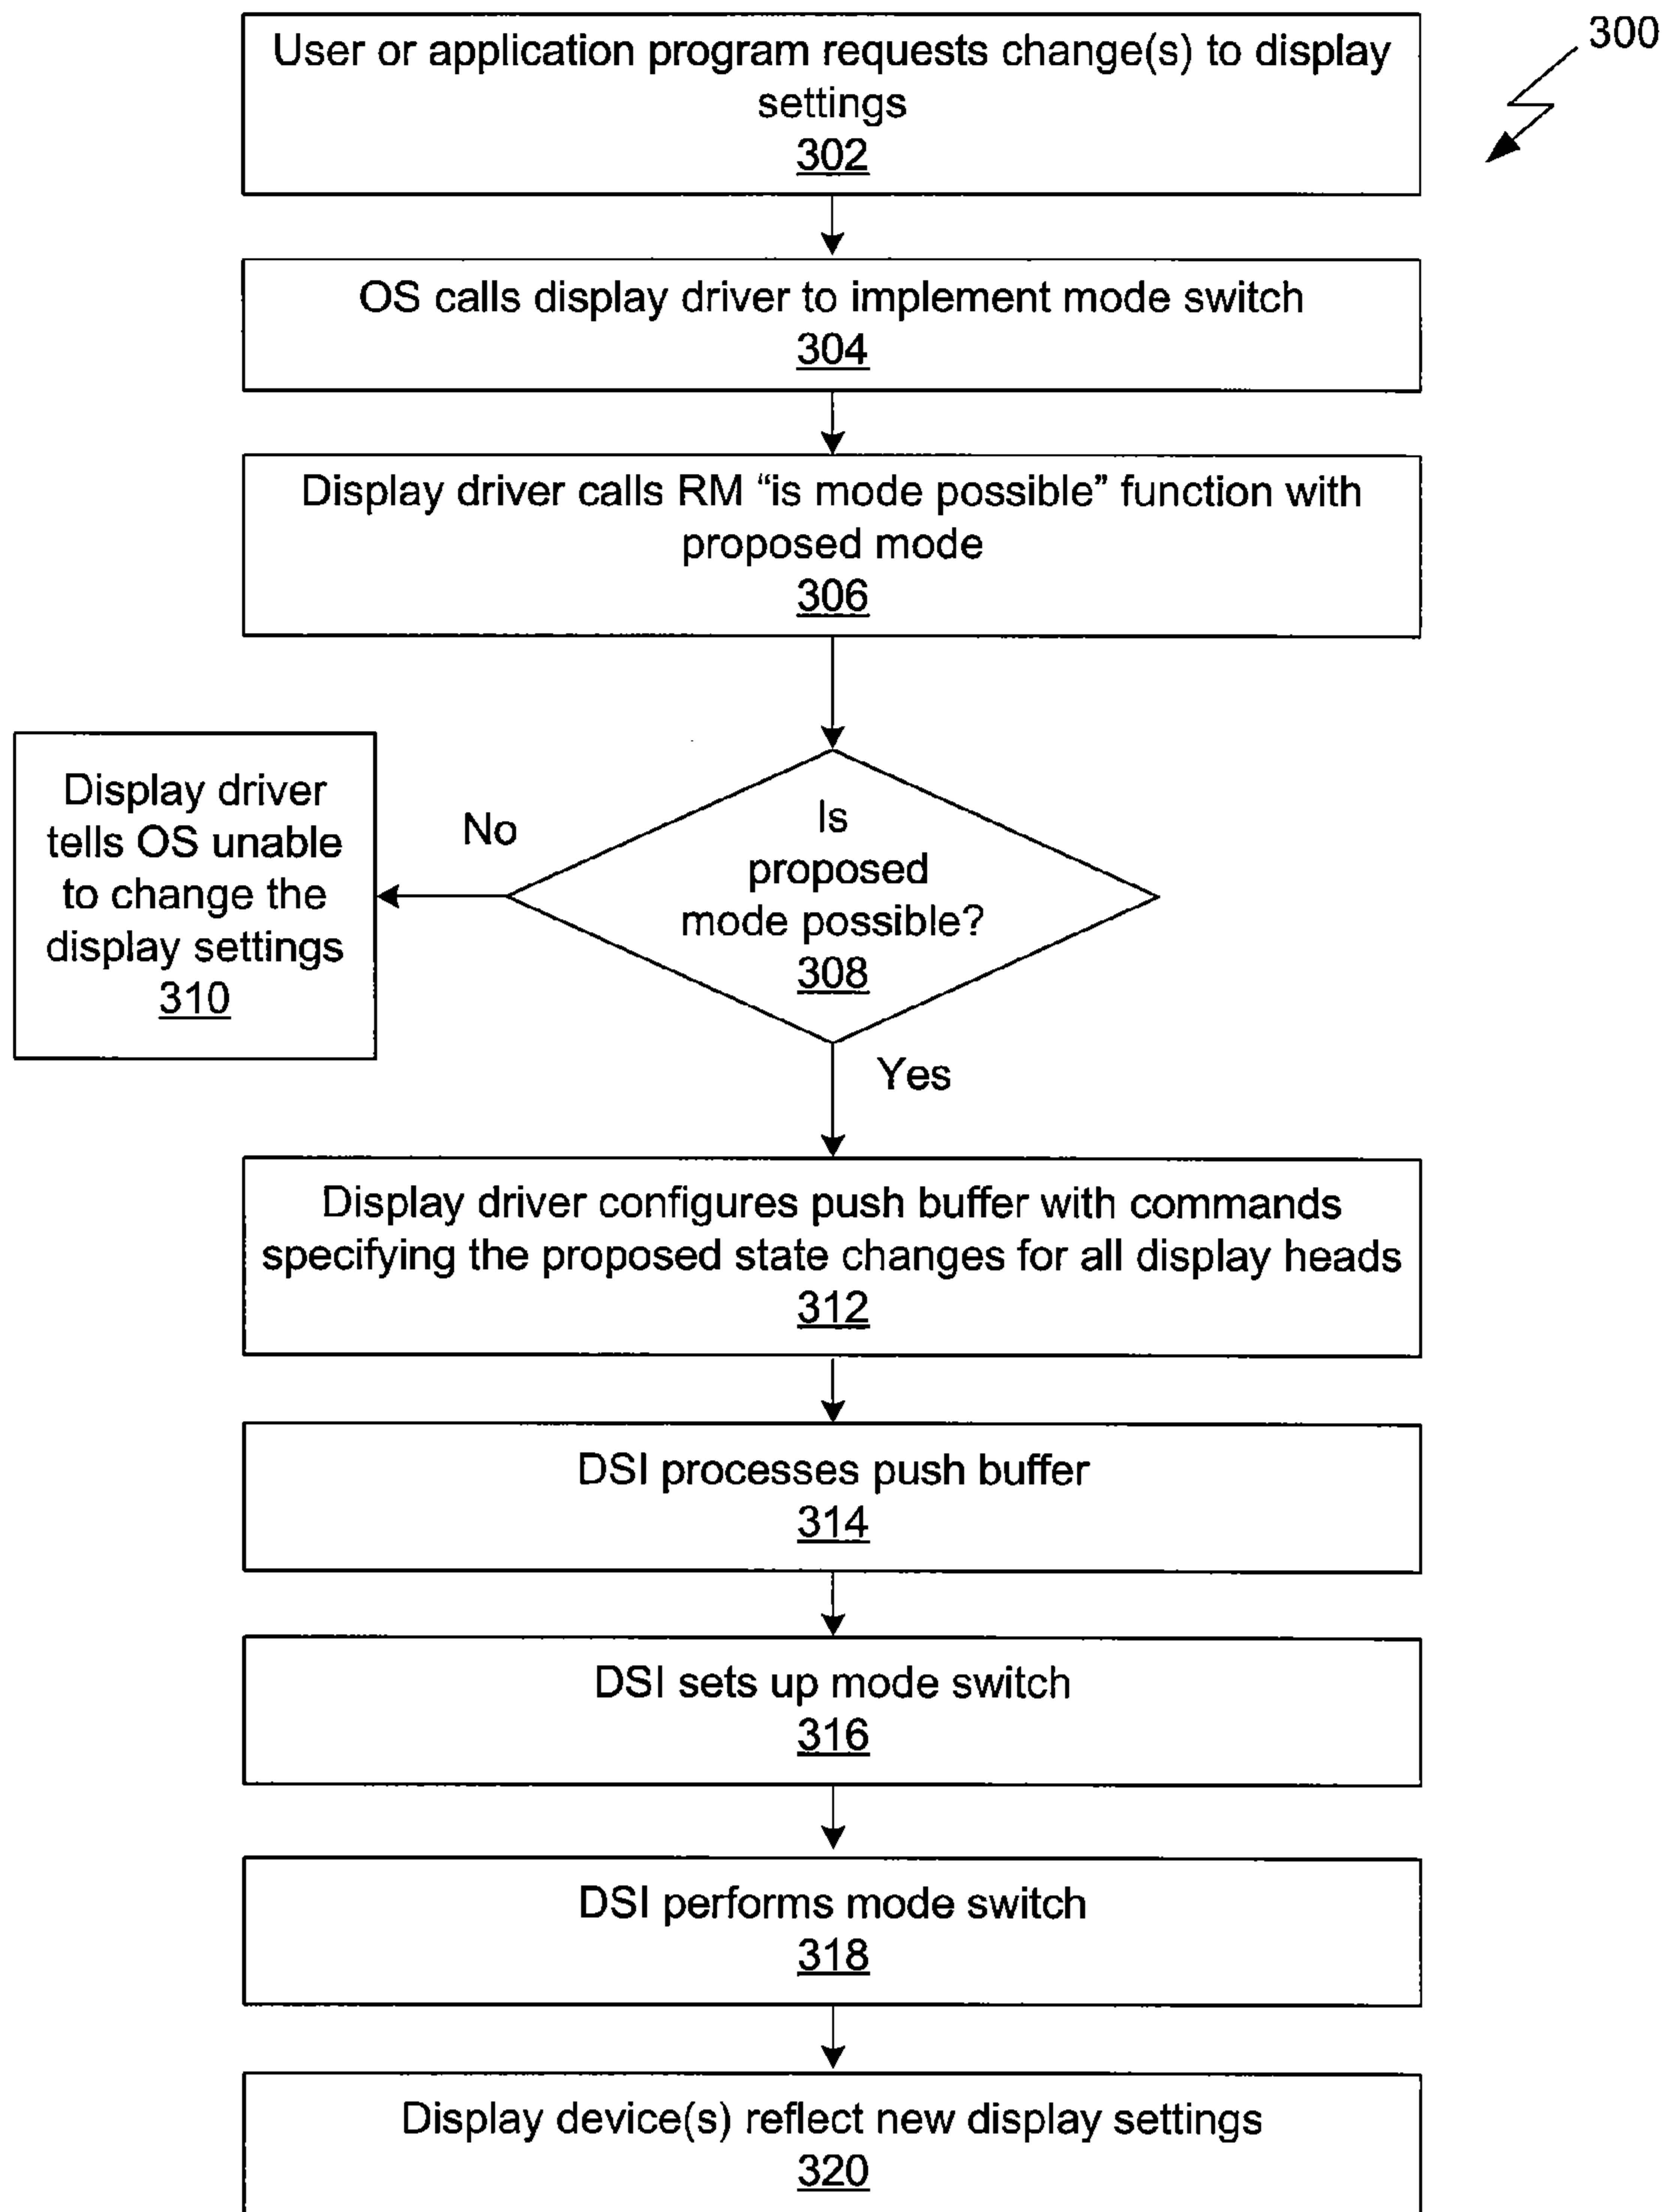 300
User or application program requests change(s) to display
settings
302
OS calls display driver to implement mode switch
304
Display driver calls RM “is mode possible” function with
proposed mode
306
Is
proposed
mode possible?
308
No
Display driver
tells OS unable
to change the
display settings
310
Yes
Display driver configures push buffer with commands
specifying the proposed state changes for all display heads
312
DSI processes push buffer
314
DSI sets up mode switch
316
DSI performs mode switch
318
Display device(s) reflect new display settings
320